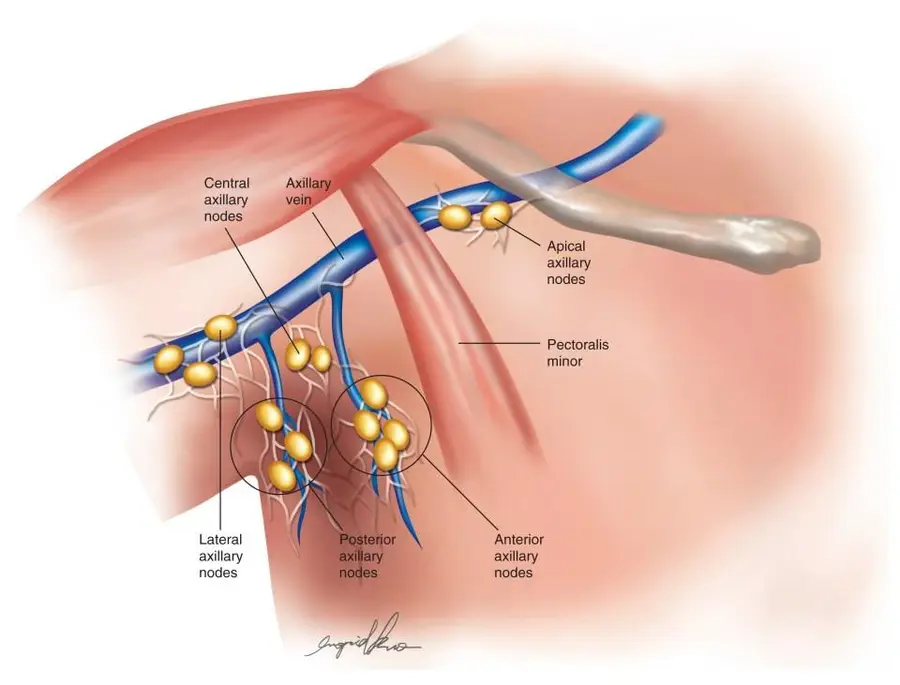 Central
axillary
nodes
Axillary
vein
Apical
axillary
nodes
Pectoralis
minor
Lateral
axillary
nodes
Posterior
axillary
nodes
Anterior
axillary
nodes